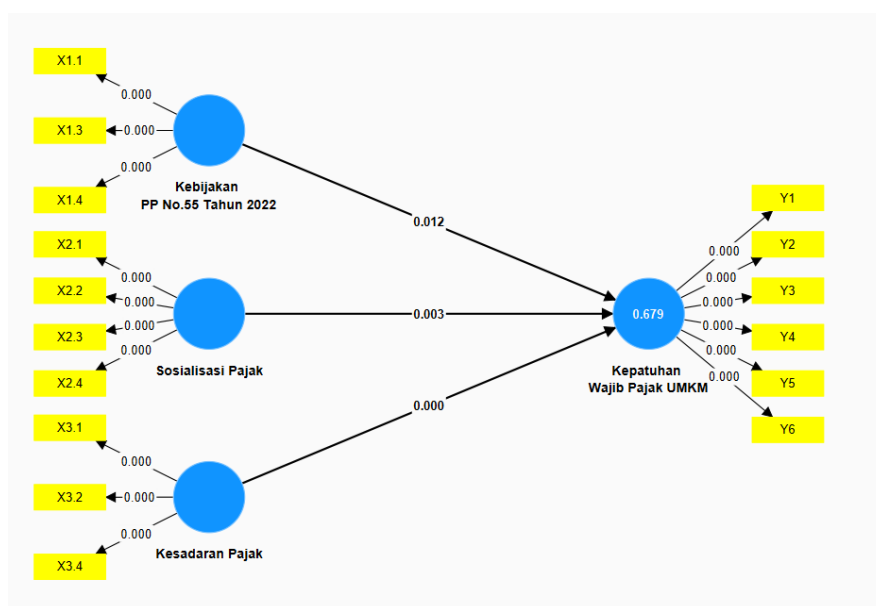 X1.1
0.000
X1.3
0.000
0.000
X1.4
Kebijakan
PP No.55 Tahun 2022
0.012
X2.1
0.000
X2.2
0.000
0.000
X2.3
0.000
X2.4
Sosialisasi Pajak
0.003
X3.1
0.000
X3.2
0.000
0.000
X3.4
Kesadaran Pajak
0.000
0.679
Kepatuhan
Wajib Pajak UMKM
Y1
0.000
Y2
0.000
Y3
0.000
0.000
Y4
0.000
Y5
0.000
Y6